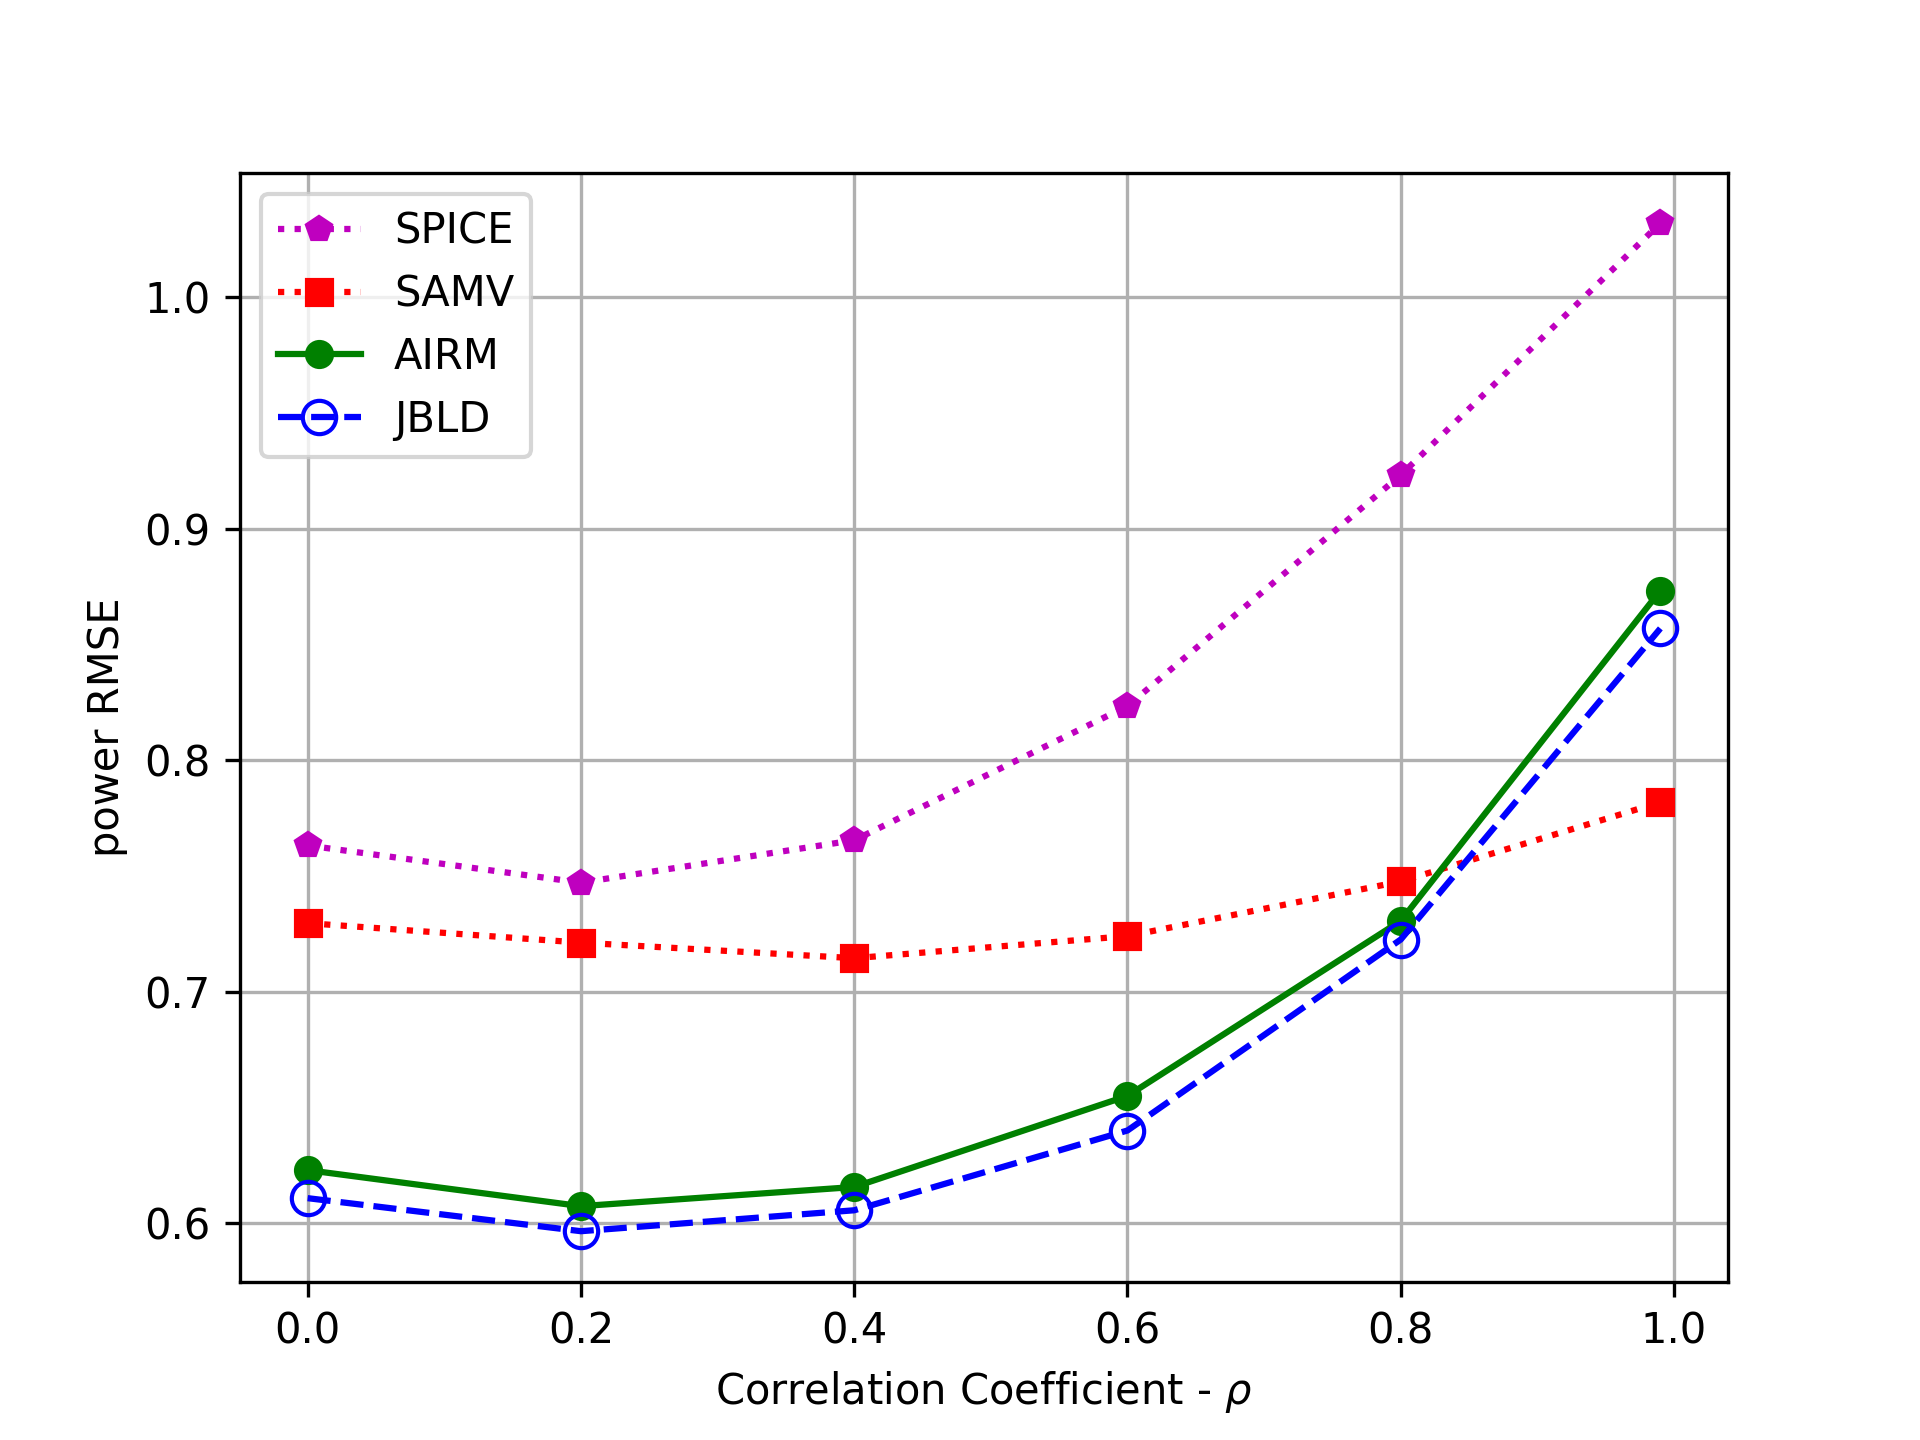 SPICE
SAMV
AIRM
JBLD
1.0
0.9
0.8
0.7
0.6
power RMSE
0.0 0.2 0.4 0.6 0.8 1.0
Correlation Coefficient - ρ